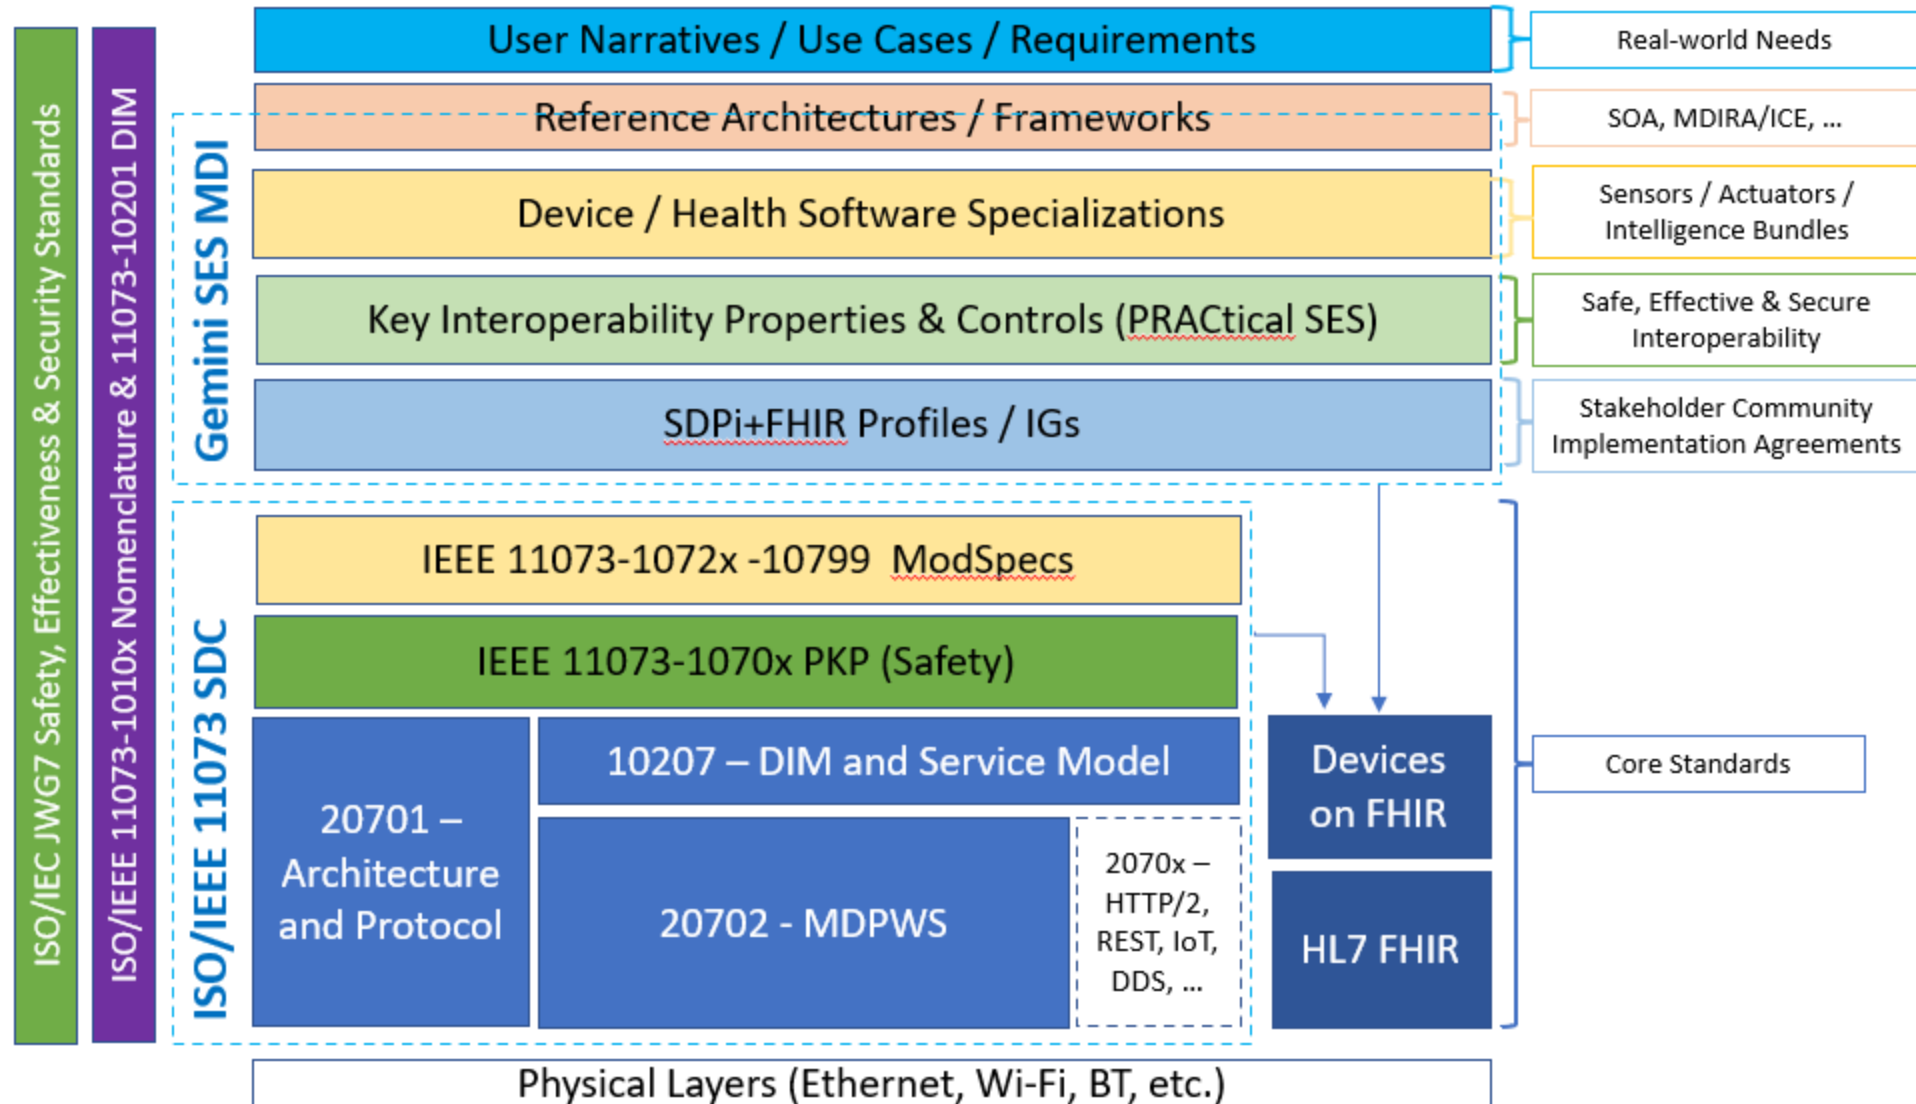 ISO/IEC JWG7 Safety, Effectiveness & Security Standards
ISO/IEEE 11073-1010x Nomenclature & 11073-10201 DIM
User Narratives / Use Cases / Requirements
Real-world Needs
Gemini SES MDI
Reference Architectures / Frameworks
SOA, MDIRA/ICE, ...
Device / Health Software Specializations
Sensors / Actuators /
Intelligence Bundles
Key Interoperability Properties & Controls (PRACtical SES)
Safe, Effective & Secure
Interoperability
SDPi+FHIR Profiles / IGs
Stakeholder Community
Implementation Agreements
ISO/IEEE 11073 SDC
IEEE 11073-1072x -10799  ModSpecs
IEEE 11073-1070x PKP (Safety)
20701 –
Architecture
and Protocol
10207 – DIM and Service Model
20702 - MDPWS
2070x –
HTTP/2,
REST, IoT,
DDS, ...
Devices
on FHIR
HL7 FHIR
Core Standards
Physical Layers (Ethernet, Wi-Fi, BT, etc.)